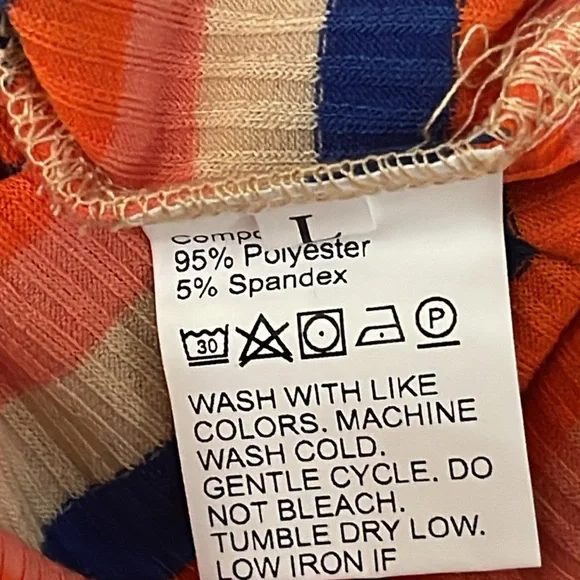 L
95% Polyester
5% Spandex
30
P
WASH WITH LIKE
COLORS. MACHINE
WASH COLD.
GENTLE CYCLE. DO
NOT BLEACH.
TUMBLE DRY LOW.
LOW IRON IF